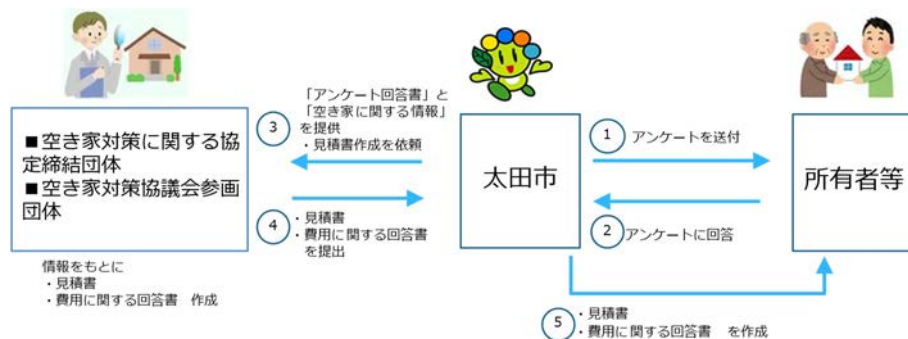 ■空き家対策に関する協
定締結団体
■空き家対策協議会参画
団体
情報をもとに
・見積書
・費用に関する回答書　作成
③
「アンケート回答書」と
「空き家に関する情報」
を提供
・見積書作成を依頼
④
・見積書
・費用に関する回答書
を提出
太田市
①
アンケートを送付
②
アンケートに回答
所有者等
⑤
・見積書
・費用に関する回答書　を作成